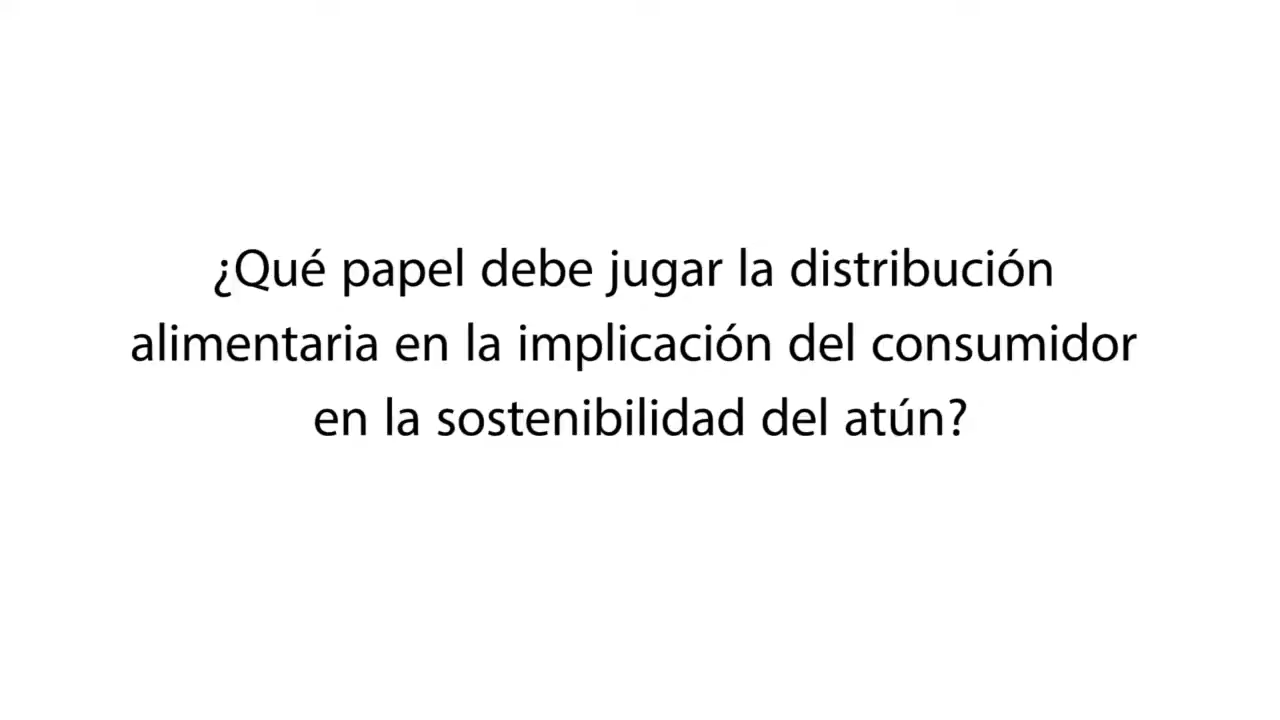 ¿Qué papel debe jugar la distribución
alimentaria en la implicación del consumidor
en la sostenibilidad del atún?